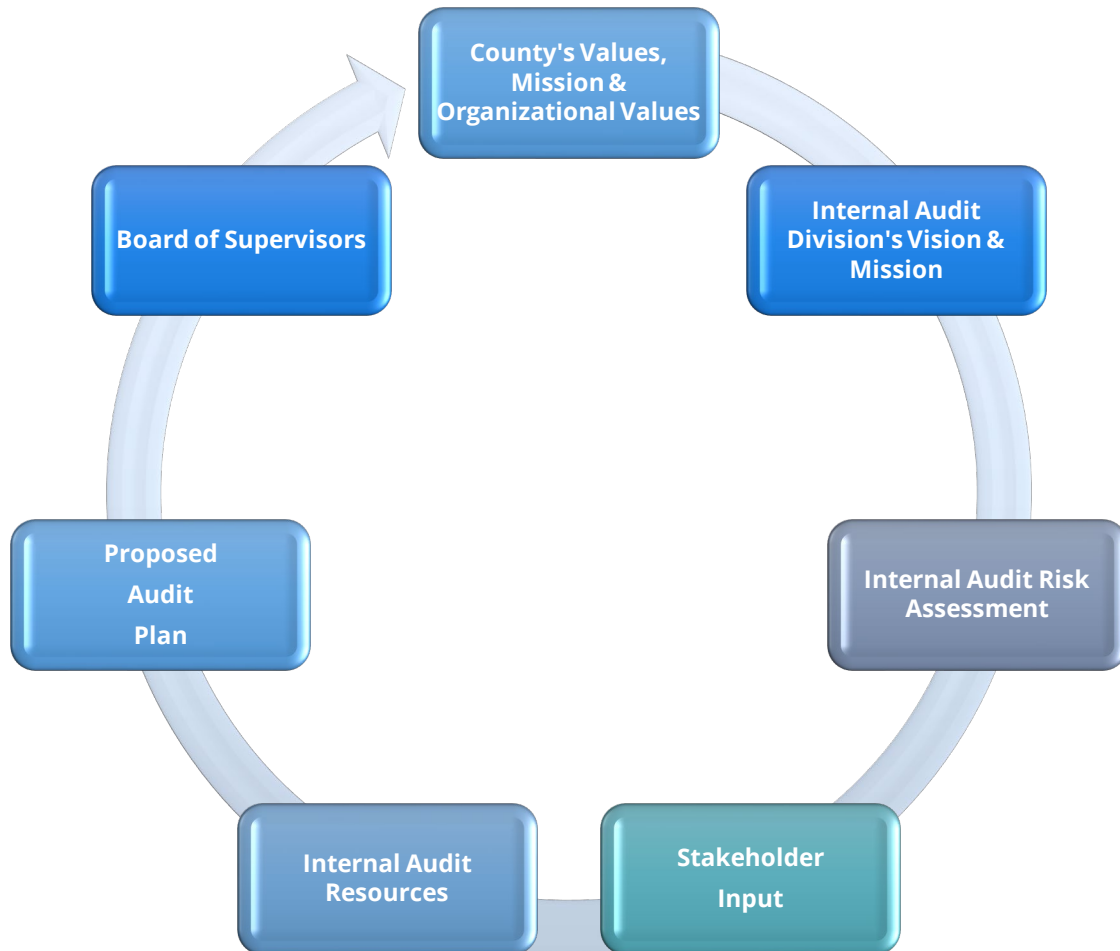 County's Values,
Mission &
Organizational Values
Internal Audit
Division's Vision &
Mission
Internal Audit Risk
Assessment
Stakeholder
Input
Internal Audit
Resources
Proposed
Audit
Plan
Board of Supervisors